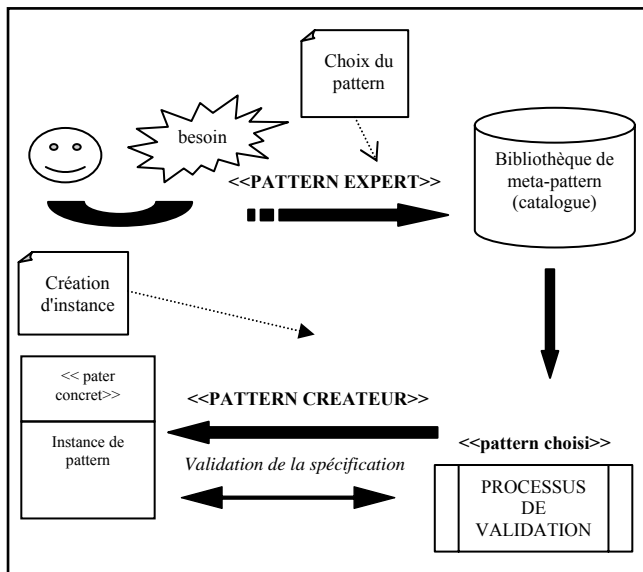 Choix du
pattern
besoin
<<PATTERN EXPERT>>
Bibliothèque de
meta-pattern
(catalogue)
Création
d'instance
<< pater
concret>>
Instance de
pattern
<<PATTERN CREATEUR>>
<<pattern choisi>>
Validation de la spécification
PROCESSUS
DE
VALIDATION